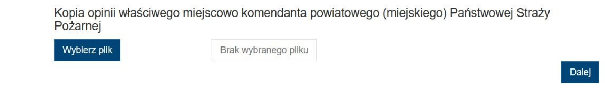 Kopia opinii właściwego miejscowo komendanta powiatowego (miejskiego) Państwowej Straży
Pożarnej
Wybierz plik
Brak wybranego pliku
Dalej